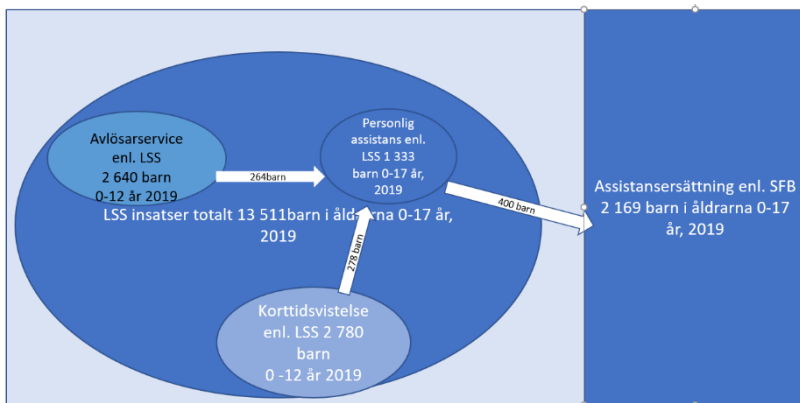 Avlösarservice
enl. LSS
2 640 barn
0-12 år 2019
264barn
Personlig
assistans enl.
LSS 1 333
barn 0-17 år,
2019
LSS insatser totalt 13 511barn i åldrarna 0-17 år,
2019
400 barn
Assistansersättning enl. SFB
2 169 barn i åldrarna 0-17
år, 2019
278 barn
Korttidsvistelse
enl. LSS 2 780
barn
0 -12 år 2019